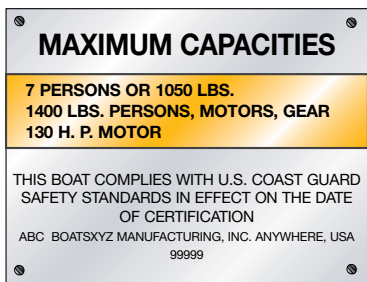 MAXIMUM CAPACITIES
7 PERSONS OR 1050 LBS.
1400 LBS. PERSONS, MOTORS, GEAR
130 H. P. MOTOR
THIS BOAT COMPLIES WITH U.S. COAST GUARD
SAFETY STANDARDS IN EFFECT ON THE DATE
OF CERTIFICATION
ABC BOATSXYZ MANUFACTURING, INC. ANYWHERE, USA
99999